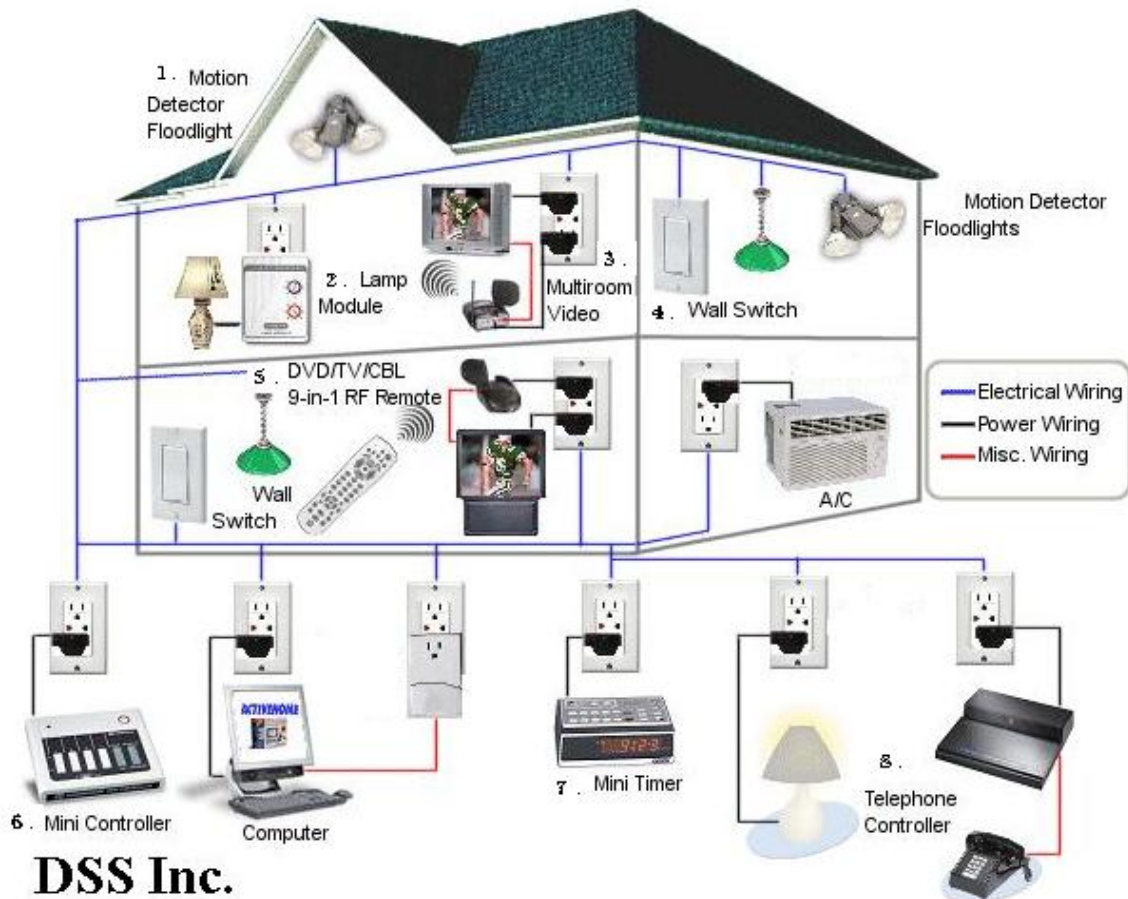 1. Motion
Detector
Floodlight
Motion Detector
Floodlights
2. Lamp
Module
3.
Multiroom
Video
4. Wall Switch
5. DVD/TV/CBL
9-in-1 RF Remote
Wall
Switch
A/C
Electrical Wiring
Power Wiring
Misc. Wiring
ACTIVEHOME
6. Mini Controller
Computer
7. Mini Timer
8.
Telephone
Controller
DSS Inc.